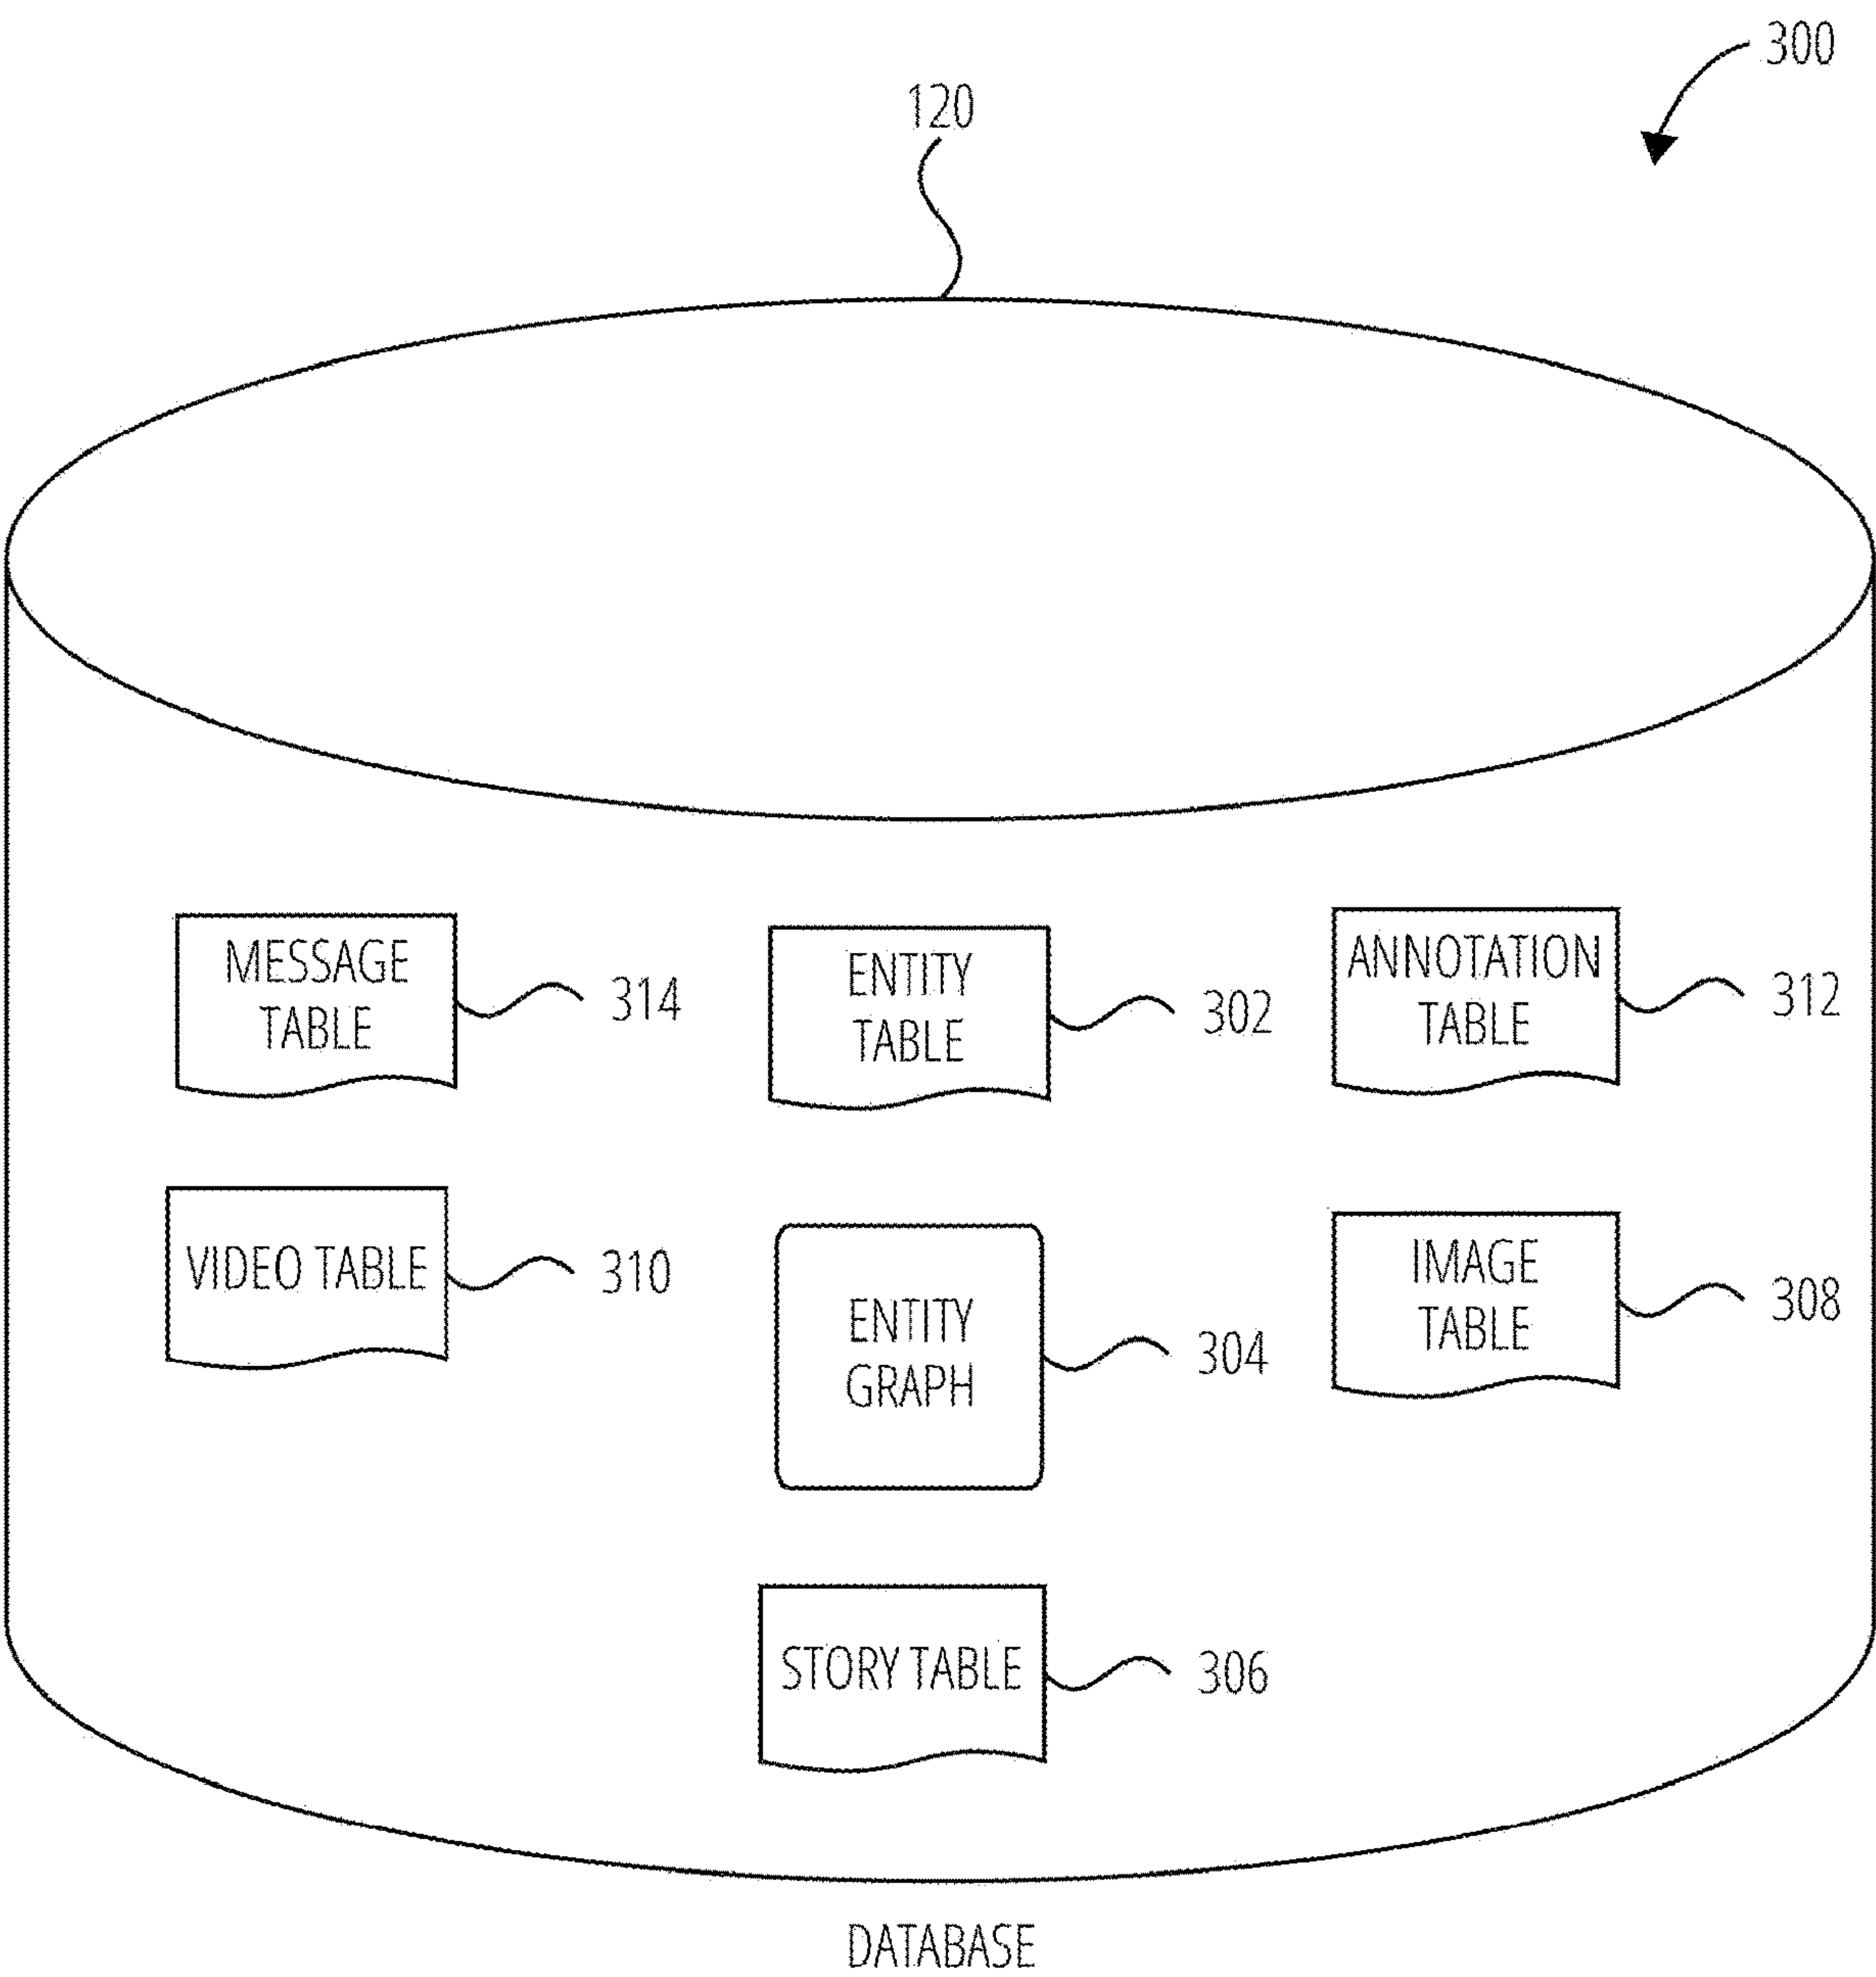 300
120
MESSAGE
TABLE
314
ENTITY
TABLE
302
ANNOTATION
TABLE
312
VIDEO TABLE
310
ENTITY
GRAPH
304
IMAGE
TABLE
308
STORY TABLE
306
DATABASE